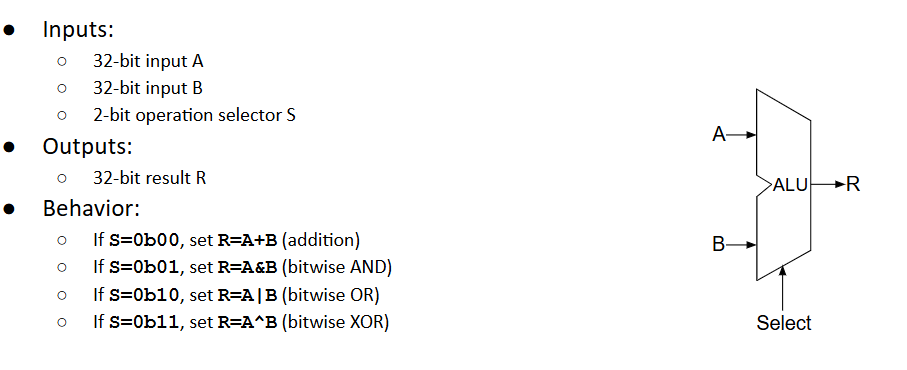 ● Inputs:
○ 32-bit input A
○ 32-bit input B
○ 2-bit operation selector S
● Outputs:
○ 32-bit result R
● Behavior:
○ If S=0b00, set R=A+B (addition)
○ If S=0b01, set R=A&B (bitwise AND)
○ If S=0b10, set R=A|B (bitwise OR)
○ If S=0b11, set R=A^B (bitwise XOR)
A
ALU
R
B
Select